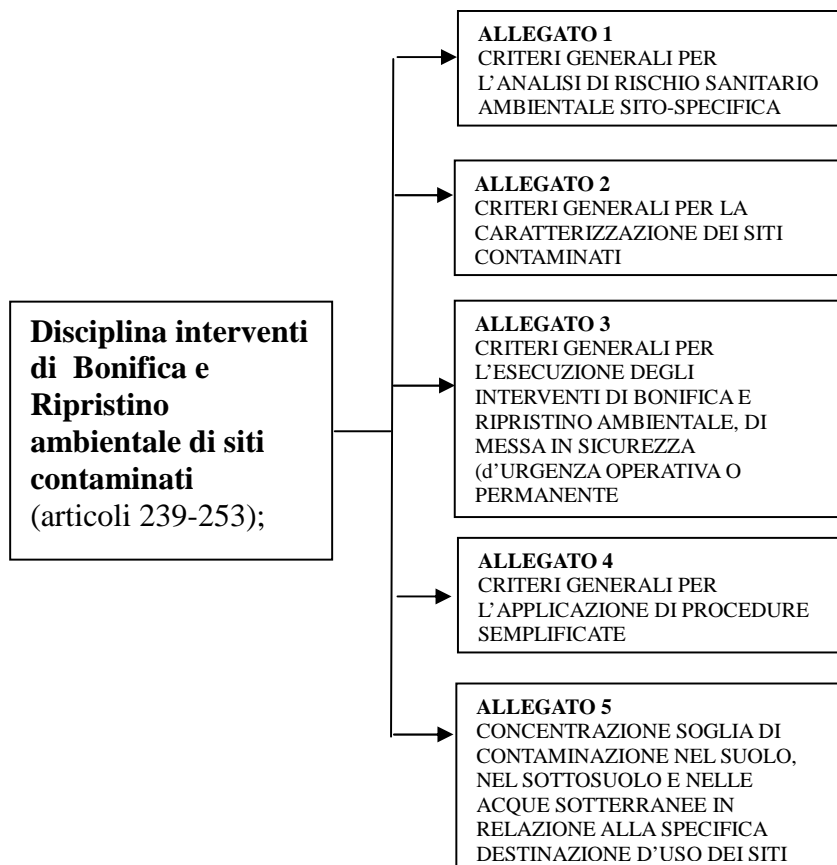 Disciplina interventi
di Bonifica e
Ripristino
ambientale di siti
contaminati
(articoli 239-253);
ALLEGATO 1
CRITERI GENERALI PER
L'ANALISI DI RISCHIO SANITARIO
AMBIENTALE SITO-SPECIFICA
ALLEGATO 2
CRITERI GENERALI PER LA
CARATTERIZZAZIONE DEI SITI
CONTAMINATI
ALLEGATO 3
CRITERI GENERALI PER
L'ESECUZIONE DEGLI
INTERVENTI DI BONIFICA E
RIPRISTINO AMBIENTALE, DI
MESSA IN SICUREZZA
(d'URGENZA OPERATIVA O
PERMANENTE
ALLEGATO 4
CRITERI GENERALI PER
L'APPLICAZIONE DI PROCEDURE
SEMPLIFICATE
ALLEGATO 5
CONCENTRAZIONE SOGLIA DI
CONTAMINAZIONE NEL SUOLO,
NEL SOTTOSUOLO E NELLE
ACQUE SOTTERRANEE IN
RELAZIONE ALLA SPECIFICA
DESTINAZIONE D'USO DEI SITI